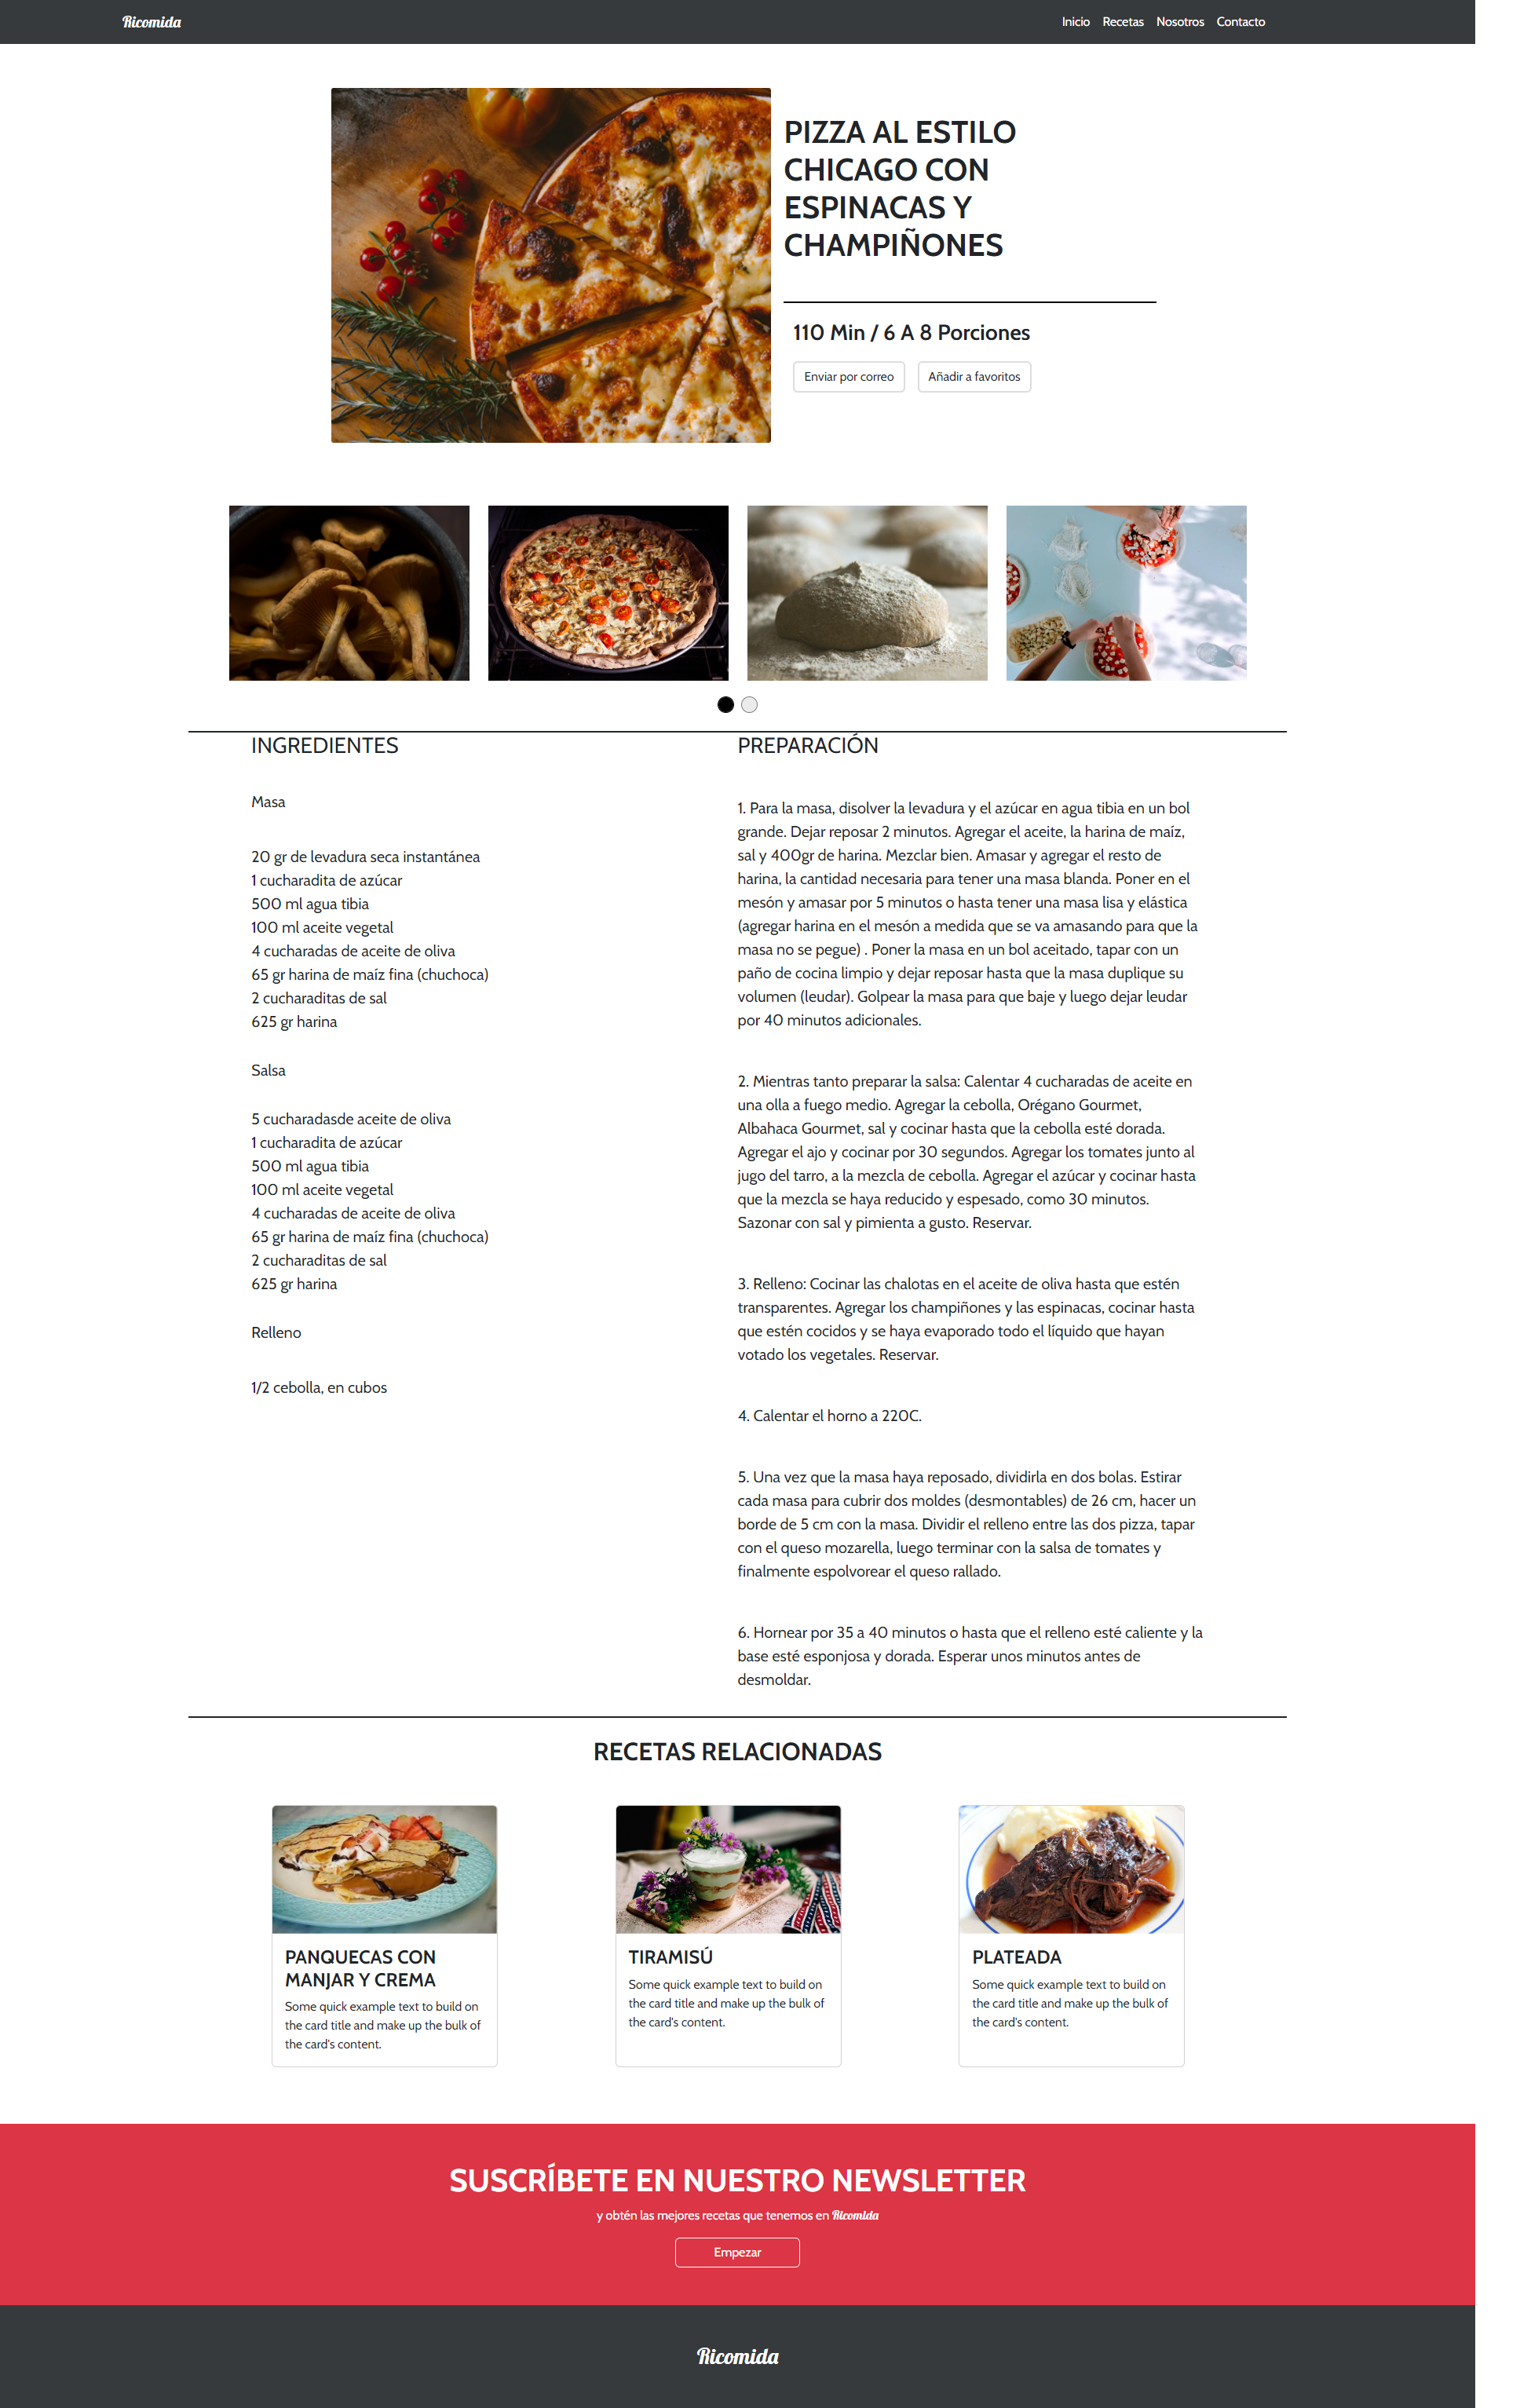 Ricomida
Inicio Recetas Nosotros Contacto
PIZZA AL ESTILO
CHICAGO CON
ESPINACAS Y
CHAMPIÑONES
110 Min / 6 A 8 Porciones
Enviar por correo
Añadir a favoritos
INGREDIENTES
Masa
20 gr de levadura seca instantánea
1 cucharadita de azúcar
500 ml agua tibia
100 ml aceite vegetal
4 cucharadas de aceite de oliva
65 gr harina de maíz fina (chuchoca)
2 cucharaditas de sal
625 gr harina
Salsa
5 cucharadasde aceite de oliva
1 cucharadita de azúcar
500 ml agua tibia
100 ml aceite vegetal
4 cucharadas de aceite de oliva
65 gr harina de maíz fina (chuchoca)
2 cucharaditas de sal
625 gr harina
Relleno
1/2 cebolla, en cubos
PREPARACIÓN
1. Para la masa, disolver la levadura y el azúcar en agua tibia en un bol
grande. Dejar reposar 2 minutos. Agregar el aceite, la harina de maíz,
sal y 400gr de harina. Mezclar bien. Amasar y agregar el resto de
harina, la cantidad necesaria para tener una masa blanda. Poner en el
mesón y amasar por 5 minutos o hasta tener una masa lisa y elástica
(agregar harina en el mesón a medida que se va amasando para que la
masa no se pegue) . Poner la masa en un bol aceitado, tapar con un
paño de cocina limpio y dejar reposar hasta que la masa duplique su
volumen (leudar). Golpear la masa para que baje y luego dejar leudar
por 40 minutos adicionales.
2. Mientras tanto preparar la salsa: Calentar 4 cucharadas de aceite en
una olla a fuego medio. Agregar la cebolla, Orégano Gourmet,
Albahaca Gourmet, sal y cocinar hasta que la cebolla esté dorada.
Agregar el ajo y cocinar por 30 segundos. Agregar los tomates junto al
jugo del tarro, a la mezcla de cebolla. Agregar el azúcar y cocinar hasta
que la mezcla se haya reducido y espesado, como 30 minutos.
Sazonar con sal y pimienta a gusto. Reservar.
3. Relleno: Cocinar las chalotas en el aceite de oliva hasta que estén
transparentes. Agregar los champiñones y las espinacas, cocinar hasta
que estén cocidos y se haya evaporado todo el líquido que hayan
votado los vegetales. Reservar.
4. Calentar el horno a 220C.
5. Una vez que la masa haya reposado, dividirla en dos bolas. Estirar
cada masa para cubrir dos moldes (desmontables) de 26 cm, hacer un
borde de 5 cm con la masa. Dividir el relleno entre las dos pizza, tapar
con el queso mozarella, luego terminar con la salsa de tomates y
finalmente espolvorear el queso rallado.
6. Hornear por 35 a 40 minutos o hasta que el relleno esté caliente y la
base esté esponjosa y dorada. Esperar unos minutos antes de
desmoldar.
RECETAS RELACIONADAS
PANQUECAS CON
MANJAR Y CREMA
Some quick example text to build on
the card title and make up the bulk of
the card's content.
TIRAMISÚ
Some quick example text to build on
the card title and make up the bulk of
the card's content.
PLATEADA
Some quick example text to build on
the card title and make up the bulk of
the card's content.
SUSCRÍBETE EN NUESTRO NEWSLETTER
y obtén las mejores recetas que tenemos en Ricomida
Empezar
Ricomida